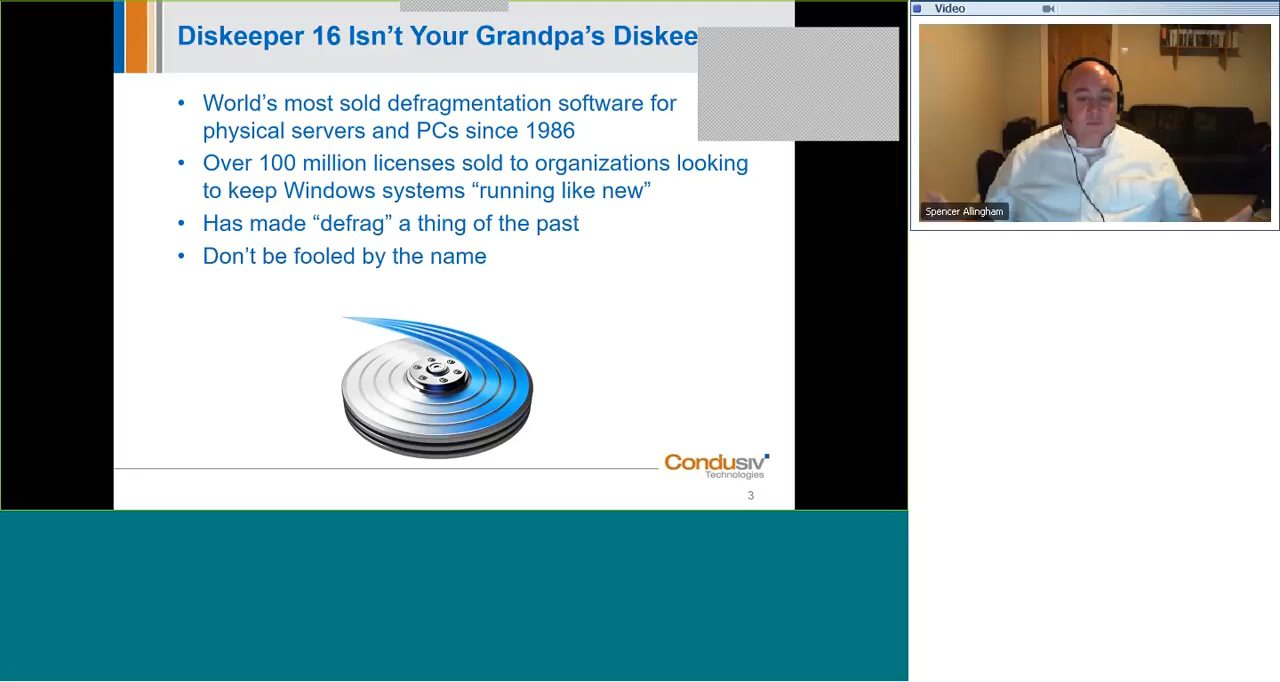 Diskeeper 16 Isn’t Your Grandpa’s Diskee
• World’s most sold defragmentation software for
physical servers and PCs since 1986
• Over 100 million licenses sold to organizations looking
to keep Windows systems “running like new”
• Has made “defrag” a thing of the past
• Don’t be fooled by the name
Condusiv
Technologies
3
Video
Spencer Allingham